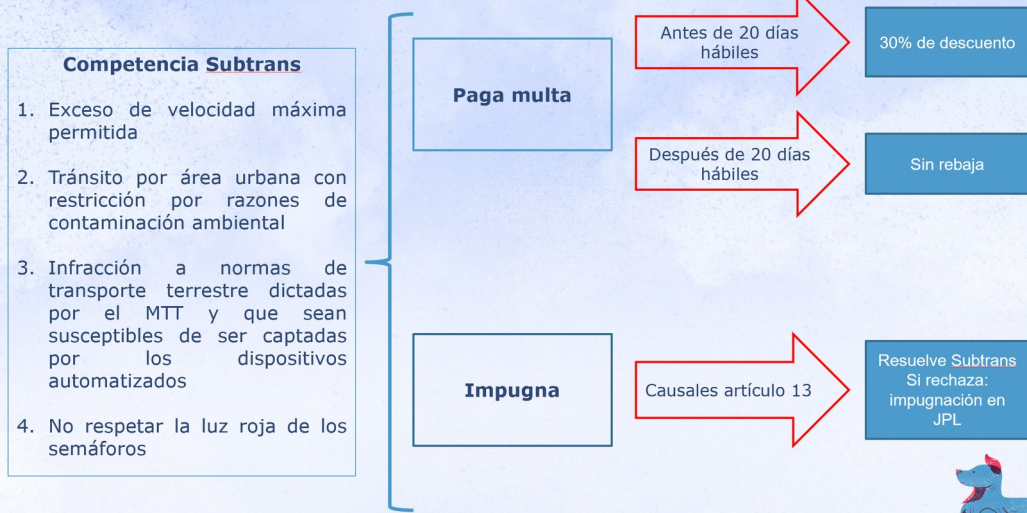 Competencia Subtrans
1. Exceso de velocidad máxima
permitida
2. Tránsito por área urbana con
restricción por razones de
contaminación ambiental
3. Infracción a normas de
transporte terrestre dictadas
por el MTT y que sean
susceptibles de ser captadas
por los dispositivos
automatizados
4. No respetar la luz roja de los
semáforos
Paga multa
Antes de 20 días
hábiles
30% de descuento
Después de 20 días
hábiles
Sin rebaja
Impugna
Causales artículo 13
Resuelve Subtrans
Si rechaza:
impugnación en
JPL